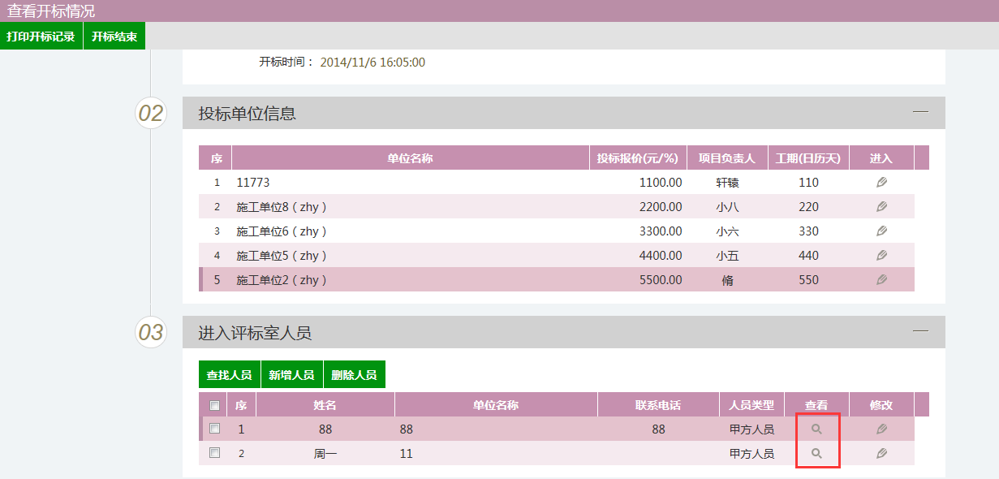 查看开标情况
打印开标记录 开标结束
开标时间： 2014/11/6 16:05:00
02 投标单位信息
序 单位名称 投标报价(元/%) 项目负责人 工期(日历天) 进入
1 11773 1100.00 轩辕 110
2 施工单位8（zhy） 2200.00 小八 220
3 施工单位6（zhy） 3300.00 小六 330
4 施工单位5（zhy） 4400.00 小五 440
5 施工单位2（zhy） 5500.00 脩 550
03 进入评标室人员
查找人员 新增人员 删除人员
序 姓名 单位名称 联系电话 人员类型 查看 修改
1 88 88 88 甲方人员
2 周一 11 甲方人员